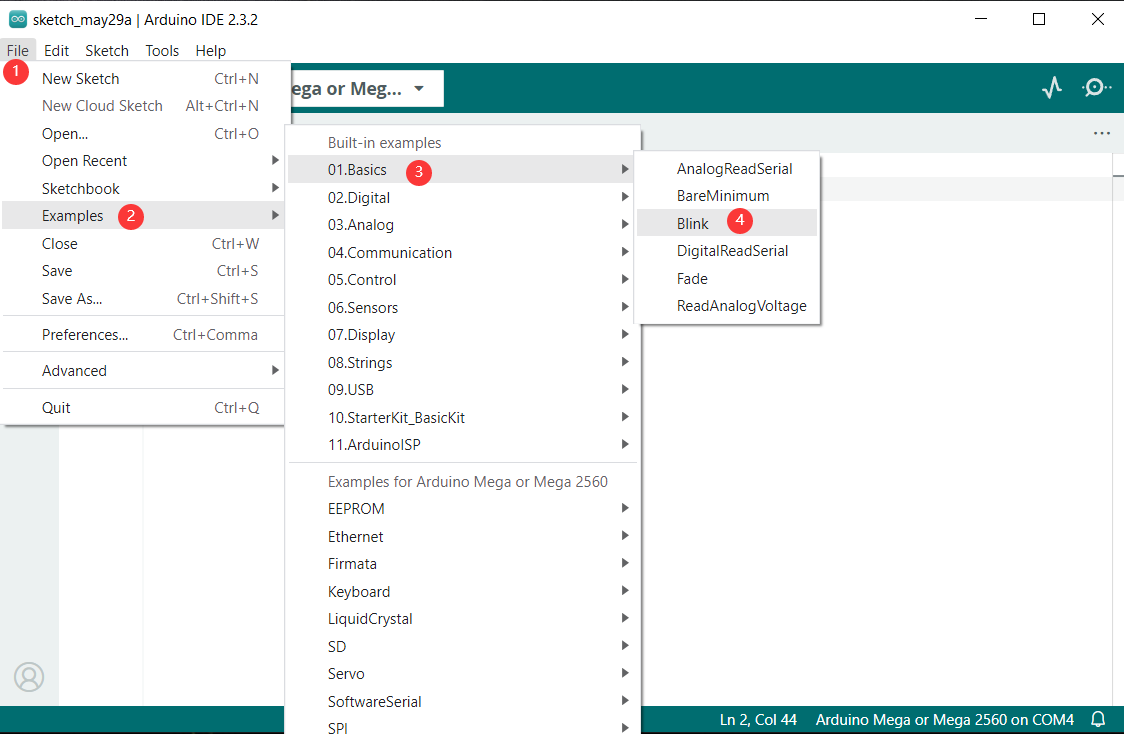 sketch_may29a | Arduino IDE 2.3.2
File Edit Sketch Tools Help
1
New Sketch Ctrl+N
New Cloud Sketch Alt+Ctrl+N
Open... Ctrl+O
Open Recent
Sketchbook
Examples 2
Close Ctrl+W
Save Ctrl+S
Save As... Ctrl+Shift+S
Preferences... Ctrl+Comma
Advanced
Quit Ctrl+Q
ega or Meg...
Built-in examples
01.Basics 3
02.Digital
03.Analog
04.Communication
05.Control
06.Sensors
07.Display
08.Strings
09.USB
10.StarterKit_BasicKit
11.ArduinoISP
Examples for Arduino Mega or Mega 2560
EEPROM
Ethernet
Firmata
Keyboard
LiquidCrystal
SD
Servo
SoftwareSerial
SPI
AnalogReadSerial
BareMinimum
Blink 4
DigitalReadSerial
Fade
ReadAnalogVoltage
Ln 2, Col 44 Arduino Mega or Mega 2560 on COM4